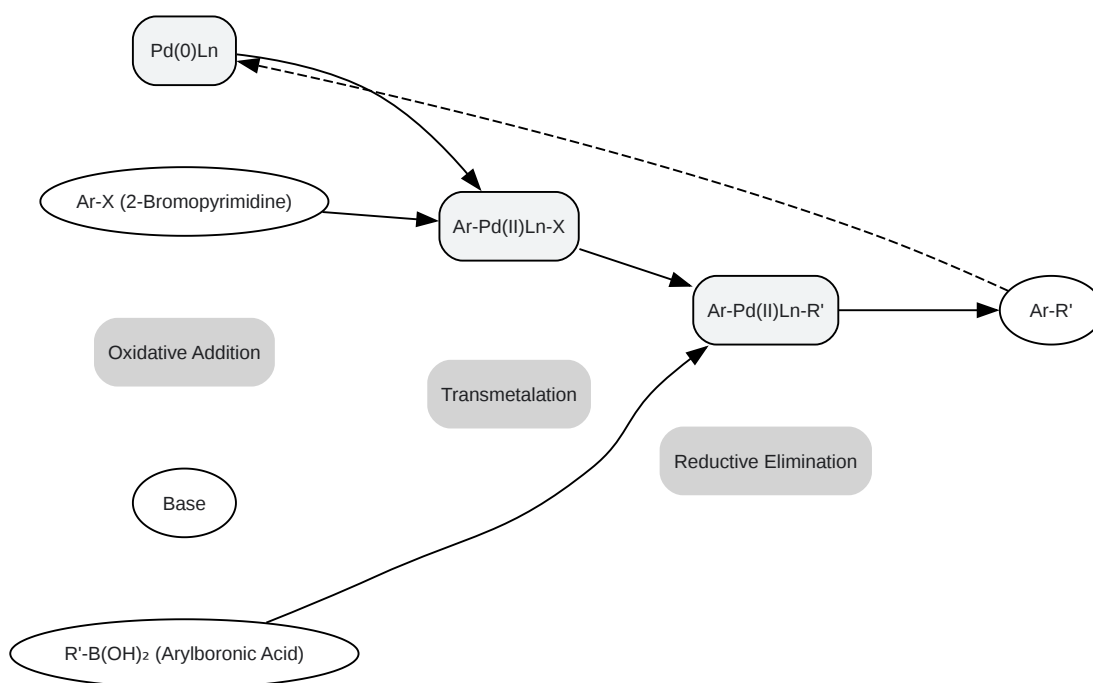 Pd(0)Ln
Ar-X (2-Bromopyrimidine)
Ar-Pd(II)Ln-X
Ar-Pd(II)Ln-R'
Ar-R'
Oxidative Addition
Transmetalation
Reductive Elimination
Base
R'-B(OH)₂ (Arylboronic Acid)